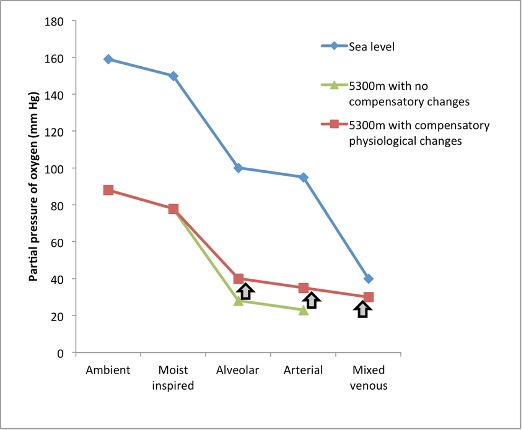 180
160
140
120
100
80
60
40
20
0
Partial pressure of oxygen (mm Hg)
Sea level
5300m with no
compensatory changes
5300m with compensatory
physiological changes
Ambient
Moist
inspired
Alveolar
Arterial
Mixed
venous